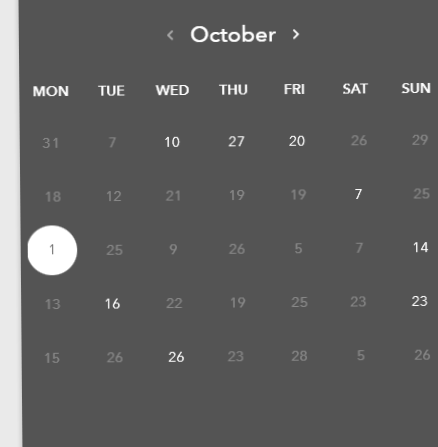 ‹ October ›
MON TUE WED THU FRI SAT SUN
31 7 10 27 20 26 29
18 12 21 19 19 7 25
1 25 9 26 5 7 14
13 16 22 19 25 23 23
15 26 26 23 28 5 26